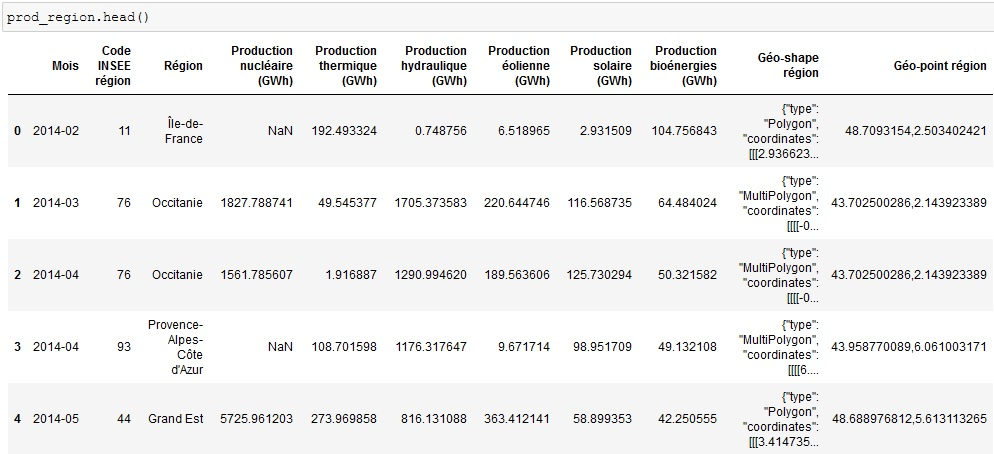 prod_region.head()
Mois Code INSEE région Région Production nucléaire (GWh) Production thermique (GWh) Production hydraulique (GWh) Production éolienne (GWh) Production solaire (GWh) Production bioénergies (GWh) Géo-shape région Géo-point région
0 2014-02 11 Île-de-France NaN 192.493324 0.748756 6.518965 2.931509 104.756843 {"type": "Polygon", "coordinates": [[[2.936623... 48.7093154,2.503402421
1 2014-03 76 Occitanie 1827.788741 49.545377 1705.373583 220.644746 116.568735 64.484024 {"type": "MultiPolygon", "coordinates": [[[[-0... 43.702500286,2.143923389
2 2014-04 76 Occitanie 1561.785607 1.916887 1290.994620 189.563606 125.730294 50.321582 {"type": "MultiPolygon", "coordinates": [[[[-0... 43.702500286,2.143923389
3 2014-04 93 Provence-Alpes-Côte d'Azur NaN 108.701598 1176.317647 9.671714 98.951709 49.132108 {"type": "MultiPolygon", "coordinates": [[[[6.... 43.958770089,6.061003171
4 2014-05 44 Grand Est 5725.961203 273.969858 816.131088 363.412141 58.899353 42.250555 {"type": "Polygon", "coordinates": [[[3.414735... 48.688976812,5.613113265